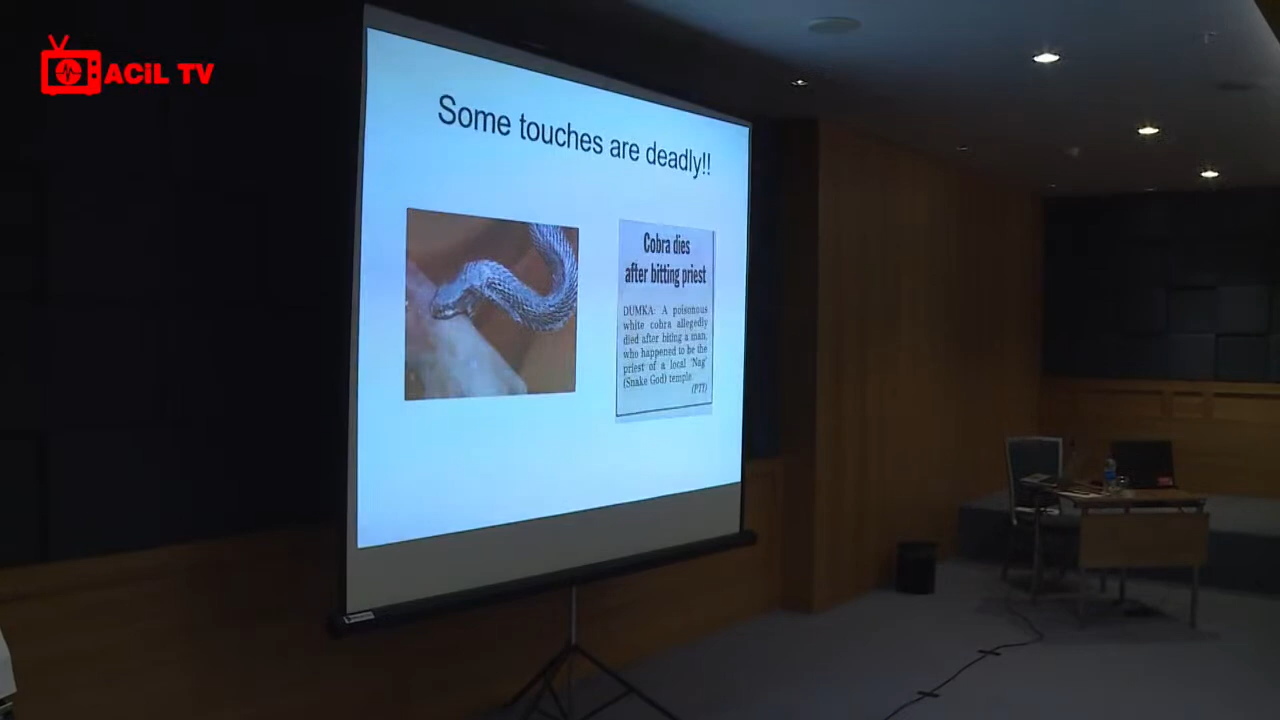 ACIL TV
Some touches are deadly!!
Cobra dies
after bitting priest
DUMKA: A poisonous
white cobra allegedly
died after biting a man,
who happened to be the
priest of a local 'Nag'
(Snake God) temple
(PTI)